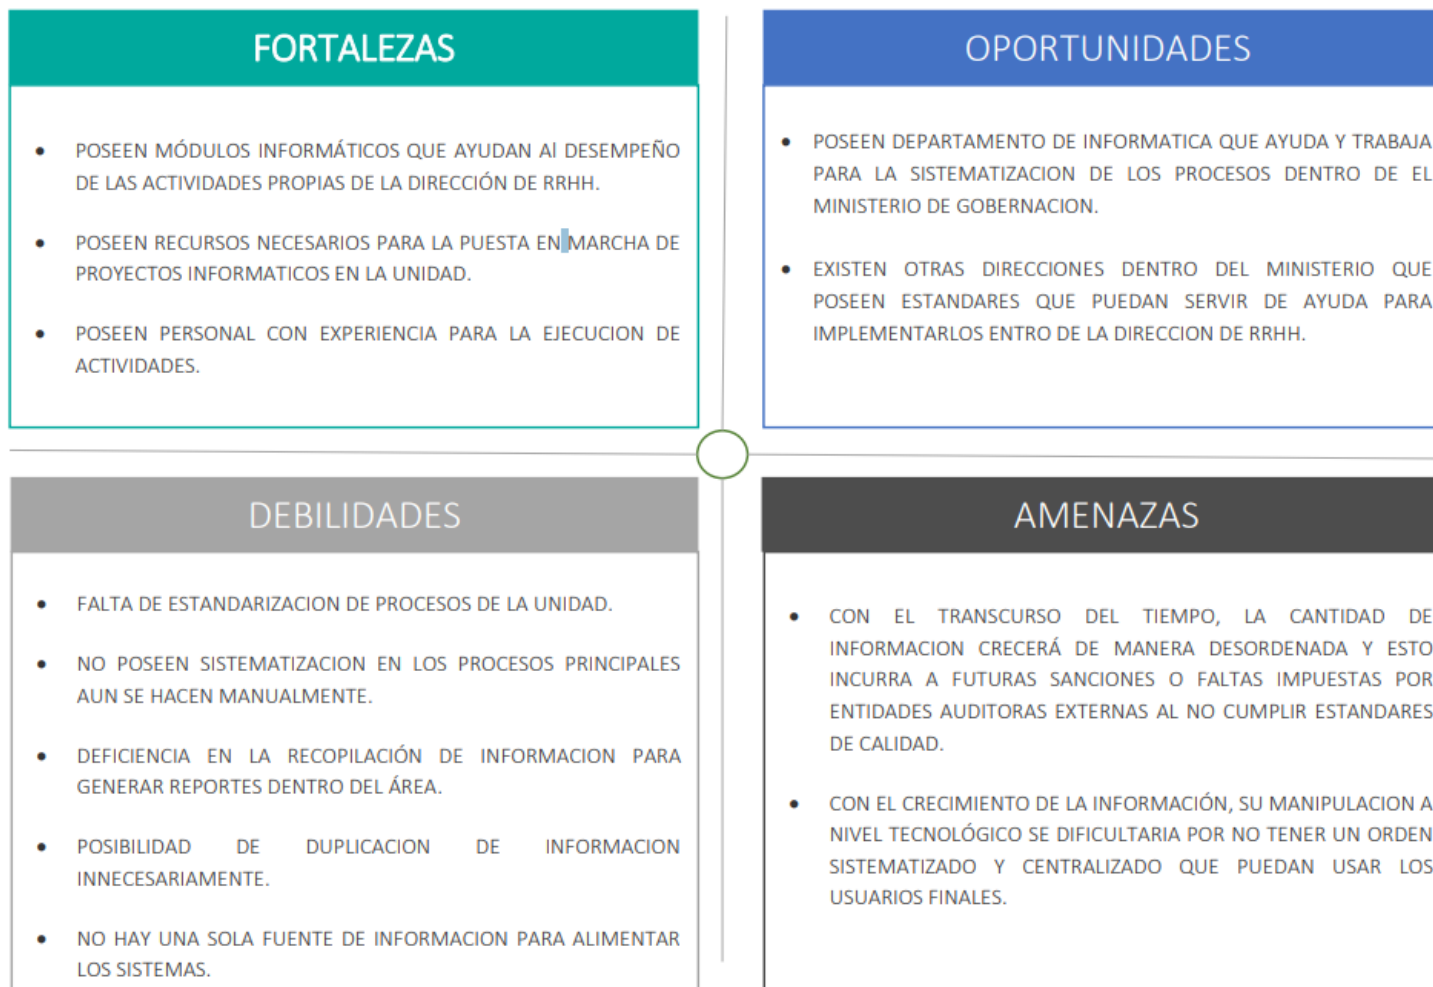 FORTALEZAS
• POSEEN MÓDULOS INFORMÁTICOS QUE AYUDAN Al DESEMPEÑO
DE LAS ACTIVIDADES PROPIAS DE LA DIRECCIÓN DE RRHH.
• POSEEN RECURSOS NECESARIOS PARA LA PUESTA EN MARCHA DE
PROYECTOS INFORMATICOS EN LA UNIDAD.
• POSEEN PERSONAL CON EXPERIENCIA PARA LA EJECUCION DE
ACTIVIDADES.
OPORTUNIDADES
• POSEEN DEPARTAMENTO DE INFORMATICA QUE AYUDA Y TRABAJA
PARA LA SISTEMATIZACION DE LOS PROCESOS DENTRO DE EL
MINISTERIO DE GOBERNACION.
• EXISTEN OTRAS DIRECCIONES DENTRO DEL MINISTERIO QUE
POSEEN ESTANDARES QUE PUEDAN SERVIR DE AYUDA PARA
IMPLEMENTARLOS ENTRO DE LA DIRECCION DE RRHH.
DEBILIDADES
• FALTA DE ESTANDARIZACION DE PROCESOS DE LA UNIDAD.
• NO POSEEN SISTEMATIZACION EN LOS PROCESOS PRINCIPALES
AUN SE HACEN MANUALMENTE.
• DEFICIENCIA EN LA RECOPILACIÓN DE INFORMACION PARA
GENERAR REPORTES DENTRO DEL ÁREA.
• POSIBILIDAD DE DUPLICACION DE INFORMACION
INNECESARIAMENTE.
• NO HAY UNA SOLA FUENTE DE INFORMACION PARA ALIMENTAR
LOS SISTEMAS.
AMENAZAS
• CON EL TRANSCURSO DEL TIEMPO, LA CANTIDAD DE
INFORMACION CRECERÁ DE MANERA DESORDENADA Y ESTO
INCURRA A FUTURAS SANCIONES O FALTAS IMPUESTAS POR
ENTIDADES AUDITORAS EXTERNAS AL NO CUMPLIR ESTANDARES
DE CALIDAD.
• CON EL CRECIMIENTO DE LA INFORMACIÓN, SU MANIPULACION A
NIVEL TECNOLÓGICO SE DIFICULTARIA POR NO TENER UN ORDEN
SISTEMATIZADO Y CENTRALIZADO QUE PUEDAN USAR LOS
USUARIOS FINALES.